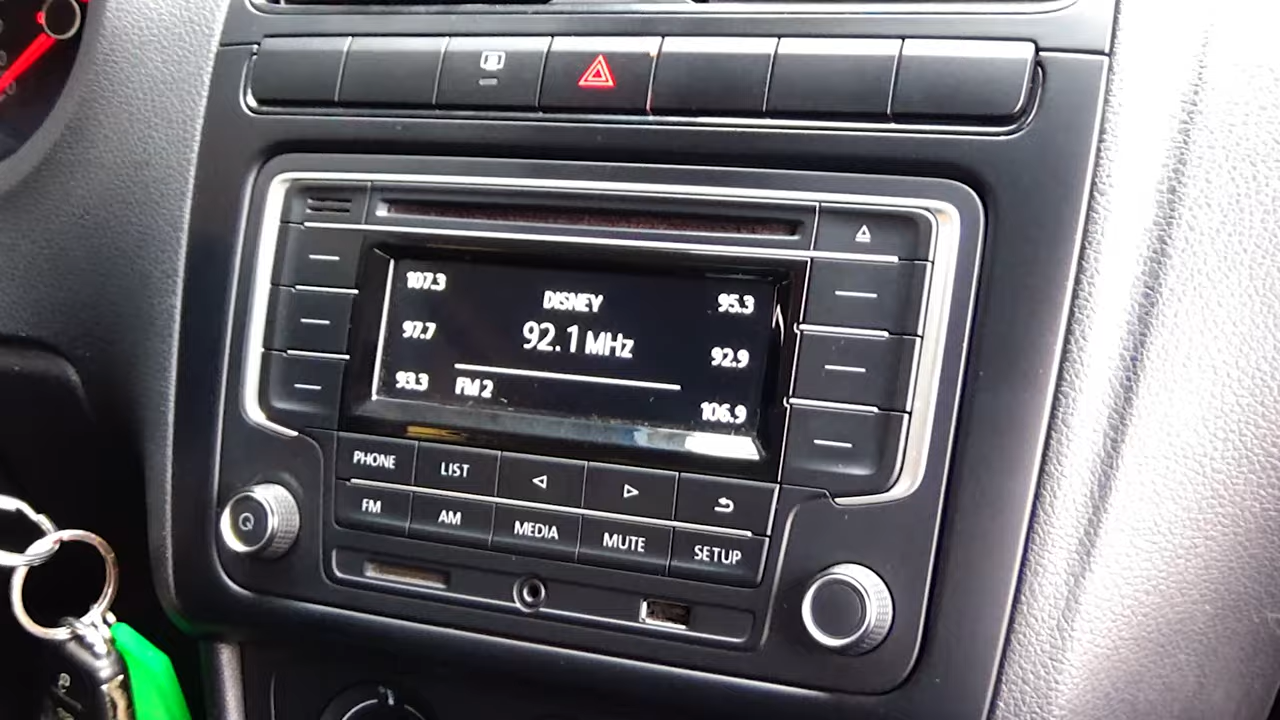 107.3
DISNEY
95.3
97.7
92.1 MHz
92.9
93.3
FM 2
106.9
PHONE
LIST
FM
AM
MEDIA
MUTE
SETUP